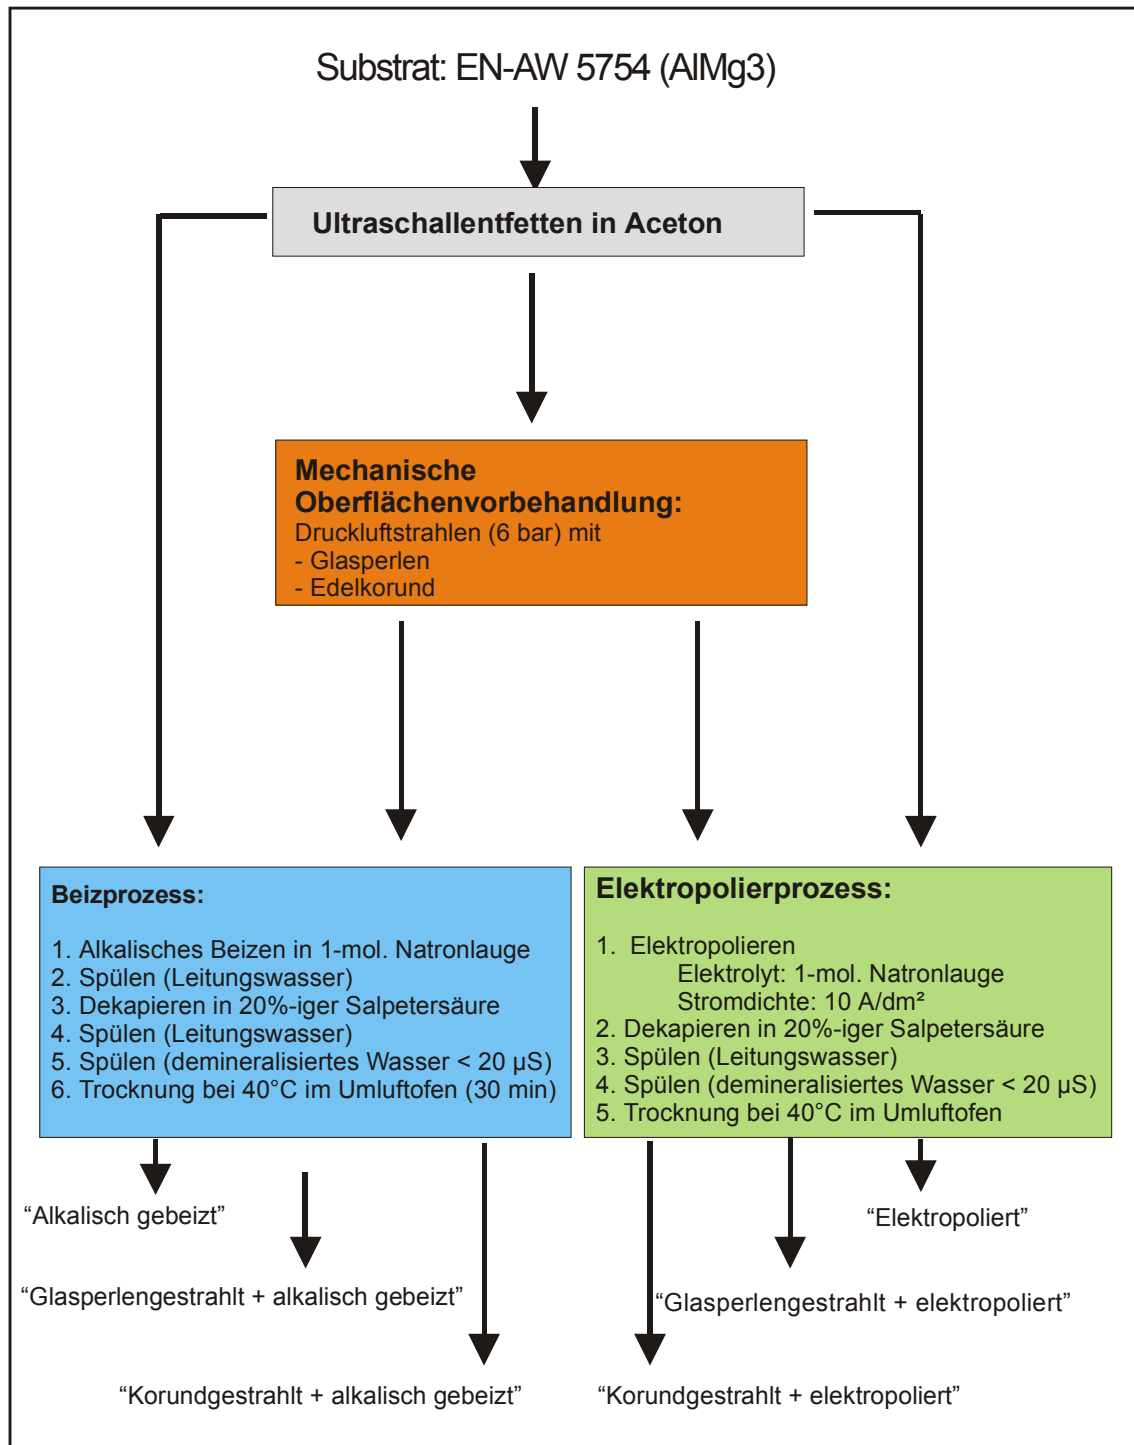 Substrat: EN-AW 5754 (AlMg3)
Ultraschallentfetten in Aceton
Mechanische
Oberflächenvorbehandlung:
Druckluftstrahlen (6 bar) mit
- Glasperlen
- Edelkorund
Beizprozess:
1. Alkalisches Beizen in 1-mol. Natronlauge
2. Spülen (Leitungswasser)
3. Dekapieren in 20%-iger Salpetersäure
4. Spülen (Leitungswasser)
5. Spülen (demineralisiertes Wasser < 20 µS)
6. Trocknung bei 40°C im Umluftofen (30 min)
Elektropolierprozess:
1. Elektropolieren
Elektrolyt: 1-mol. Natronlauge
Stromdichte: 10 A/dm²
2. Dekapieren in 20%-iger Salpetersäure
3. Spülen (Leitungswasser)
4. Spülen (demineralisiertes Wasser < 20 µS)
5. Trocknung bei 40°C im Umluftofen
“Alkalisch gebeizt”
“Elektropoliert”
“Glasperlengestrahlt + alkalisch gebeizt”
“Glasperlengestrahlt + elektropoliert”
“Korundgestrahlt + alkalisch gebeizt”
“Korundgestrahlt + elektropoliert”